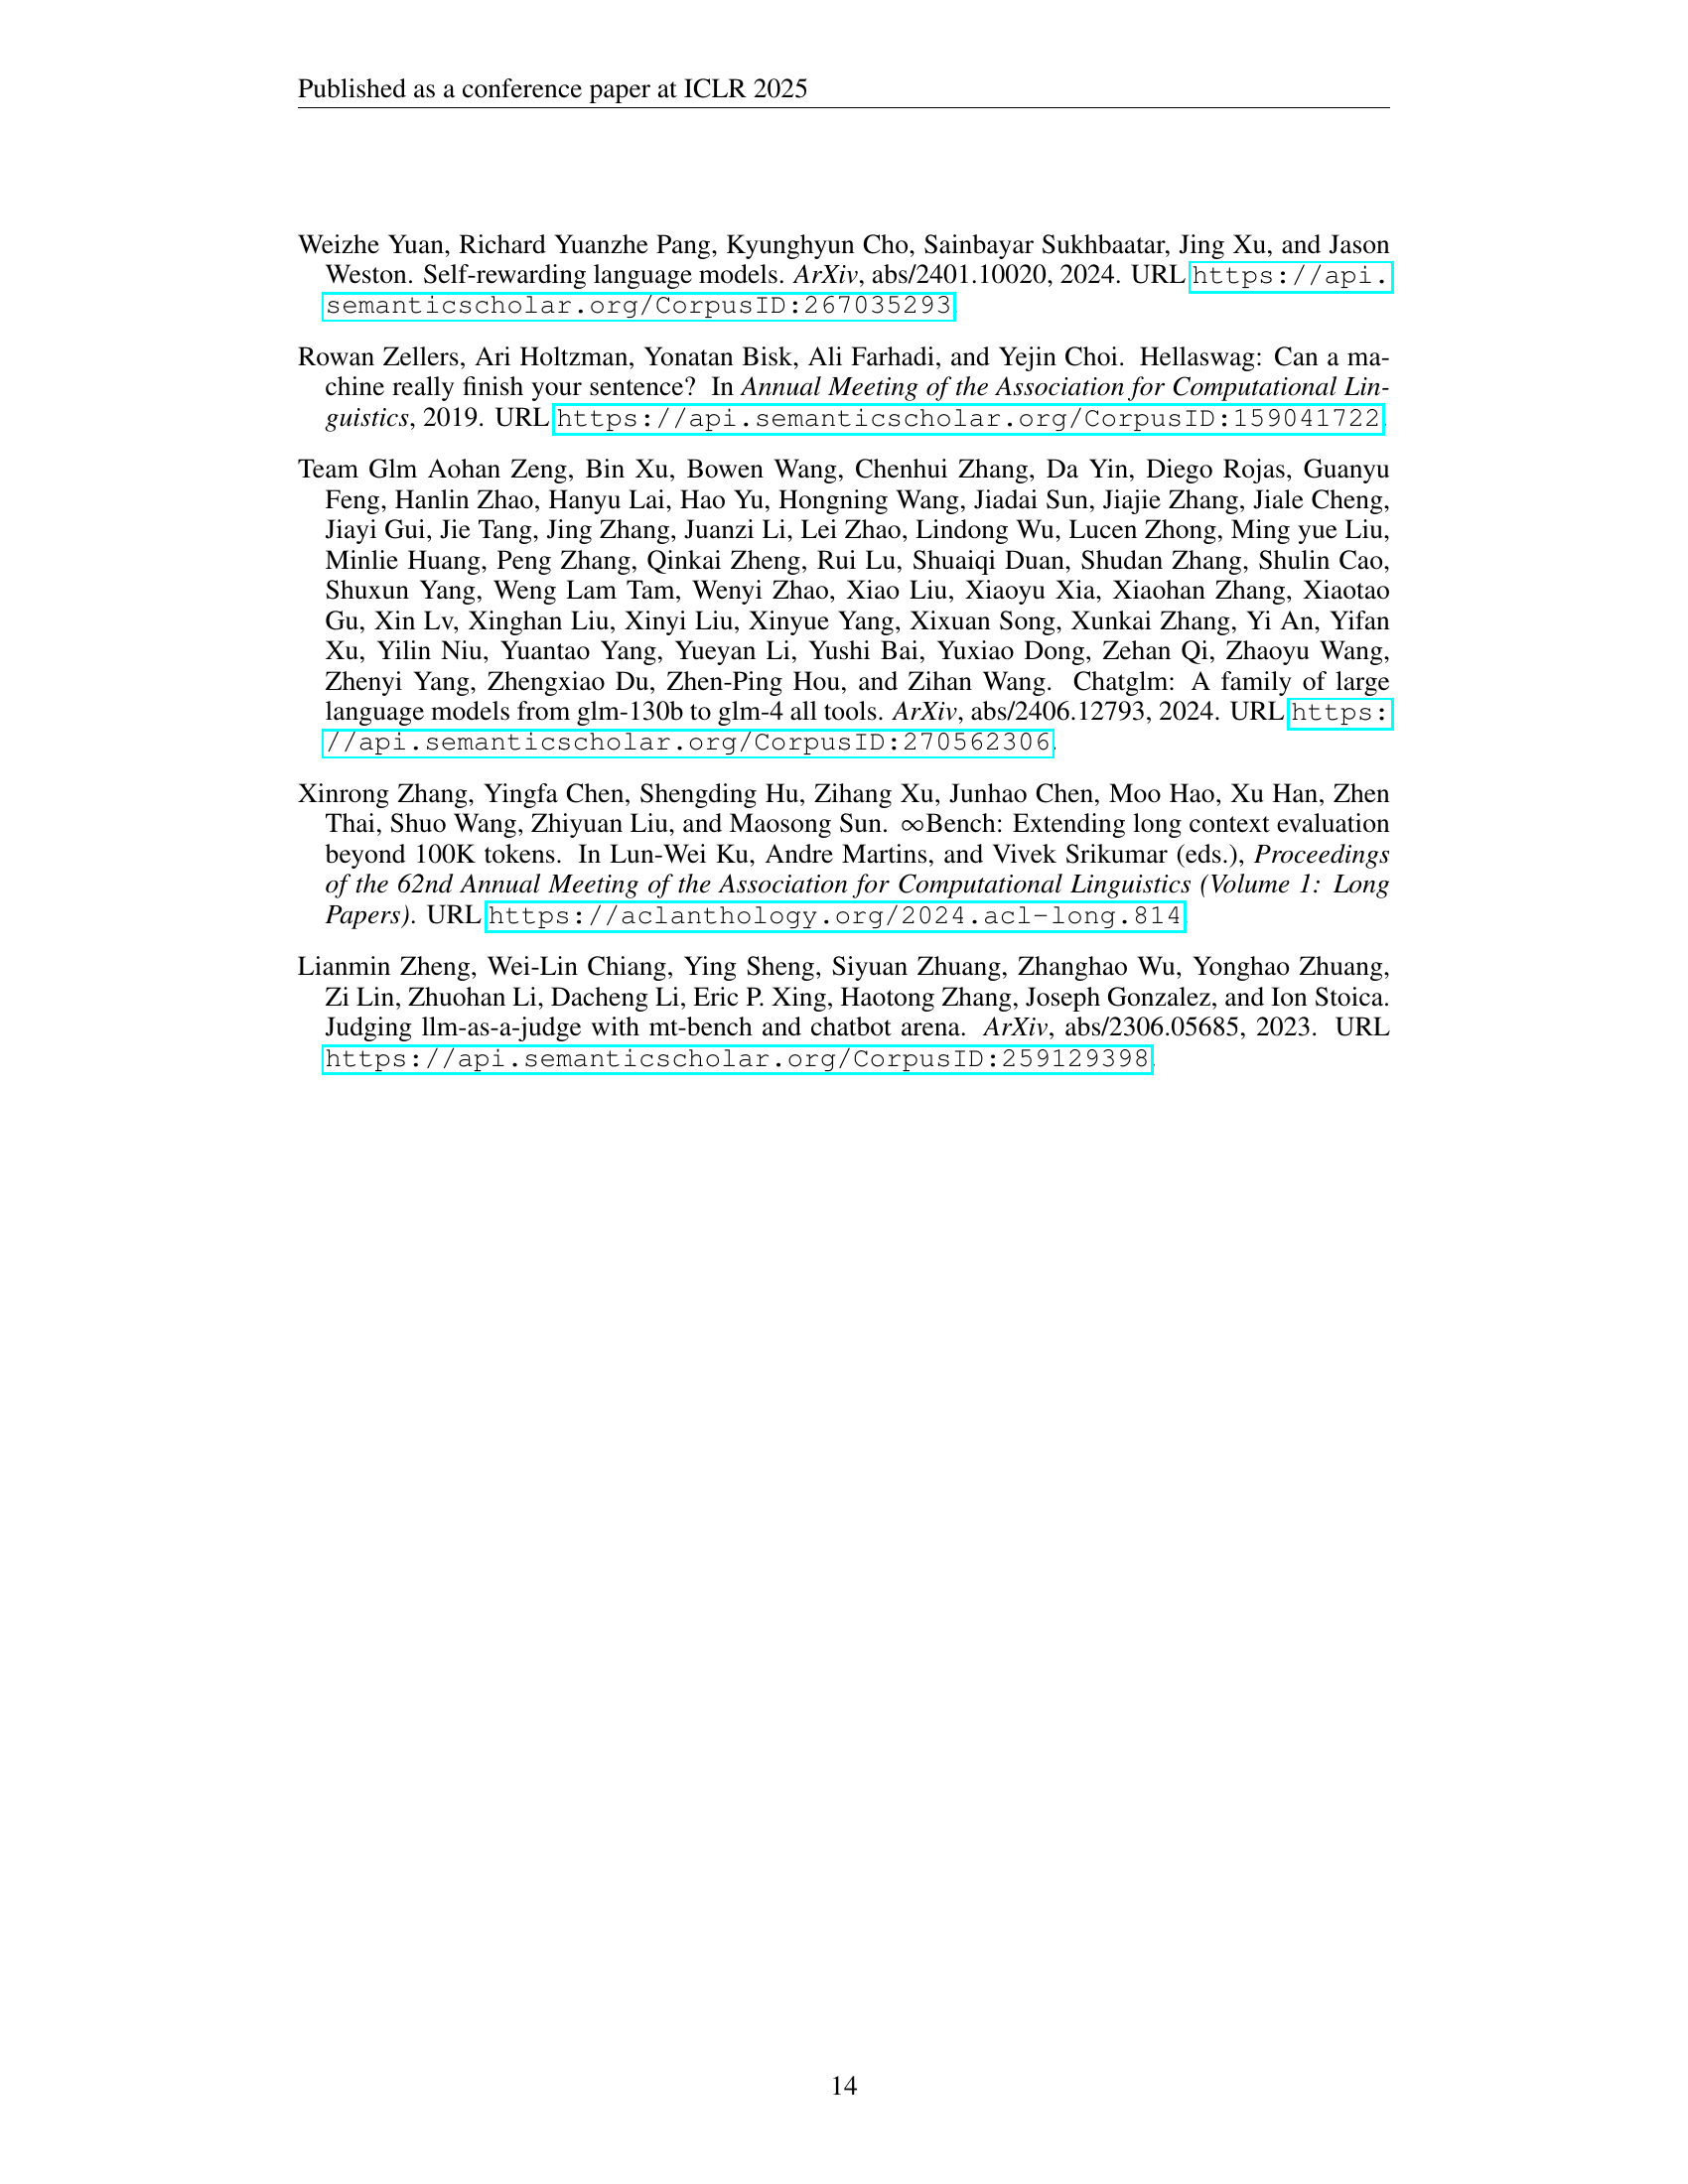 Published as a conference paper at ICLR 2025
Weizhe Yuan, Richard Yuanzhe Pang, Kyunghyun Cho, Sainbayar Sukhbaatar, Jing Xu, and Jason
Weston. Self-rewarding language models. ArXiv, abs/2401.10020, 2024. URL https://api.
semanticscholar.org/CorpusID:267035293.
Rowan Zellers, Ari Holtzman, Yonatan Bisk, Ali Farhadi, and Yejin Choi. Hellaswag: Can a ma-
chine really finish your sentence? In Annual Meeting of the Association for Computational Lin-
guistics, 2019. URL https://api.semanticscholar.org/CorpusID:159041722.
Team Glm Aohan Zeng, Bin Xu, Bowen Wang, Chenhui Zhang, Da Yin, Diego Rojas, Guanyu
Feng, Hanlin Zhao, Hanyu Lai, Hao Yu, Hongning Wang, Jiadai Sun, Jiajie Zhang, Jiale Cheng,
Jiayi Gui, Jie Tang, Jing Zhang, Juanzi Li, Lei Zhao, Lindong Wu, Lucen Zhong, Ming yue Liu,
Minlie Huang, Peng Zhang, Qinkai Zheng, Rui Lu, Shuaiqi Duan, Shudan Zhang, Shulin Cao,
Shuxun Yang, Weng Lam Tam, Wenyi Zhao, Xiao Liu, Xiaoyu Xia, Xiaohan Zhang, Xiaotao
Gu, Xin Lv, Xinghan Liu, Xinyi Liu, Xinyue Yang, Xixuan Song, Xunkai Zhang, Yi An, Yifan
Xu, Yilin Niu, Yuantao Yang, Yueyan Li, Yushi Bai, Yuxiao Dong, Zehan Qi, Zhaoyu Wang,
Zhenyi Yang, Zhengxiao Du, Zhen-Ping Hou, and Zihan Wang. Chatglm: A family of large
language models from glm-130b to glm-4 all tools. ArXiv, abs/2406.12793, 2024. URL https:
//api.semanticscholar.org/CorpusID:270562306.
Xinrong Zhang, Yingfa Chen, Shengding Hu, Zihang Xu, Junhao Chen, Moo Hao, Xu Han, Zhen
Thai, Shuo Wang, Zhiyuan Liu, and Maosong Sun. ∞Bench: Extending long context evaluation
beyond 100K tokens. In Lun-Wei Ku, Andre Martins, and Vivek Srikumar (eds.), Proceedings
of the 62nd Annual Meeting of the Association for Computational Linguistics (Volume 1: Long
Papers). URL https://aclanthology.org/2024.acl-long.814.
Lianmin Zheng, Wei-Lin Chiang, Ying Sheng, Siyuan Zhuang, Zhanghao Wu, Yonghao Zhuang,
Zi Lin, Zhuohan Li, Dacheng Li, Eric P. Xing, Haotong Zhang, Joseph Gonzalez, and Ion Stoica.
Judging llm-as-a-judge with mt-bench and chatbot arena. ArXiv, abs/2306.05685, 2023. URL
https://api.semanticscholar.org/CorpusID:259129398.
14